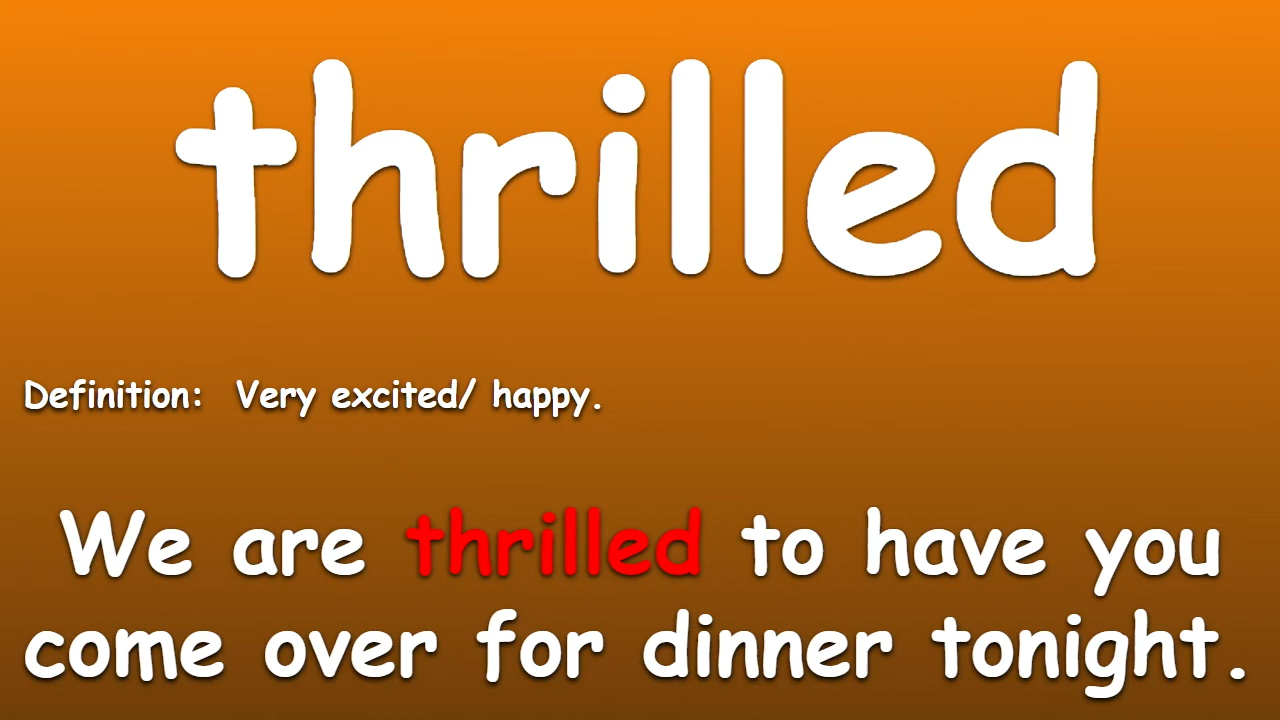 thrilled
Definition:  Very excited/ happy.
We are thrilled to have you
come over for dinner tonight.